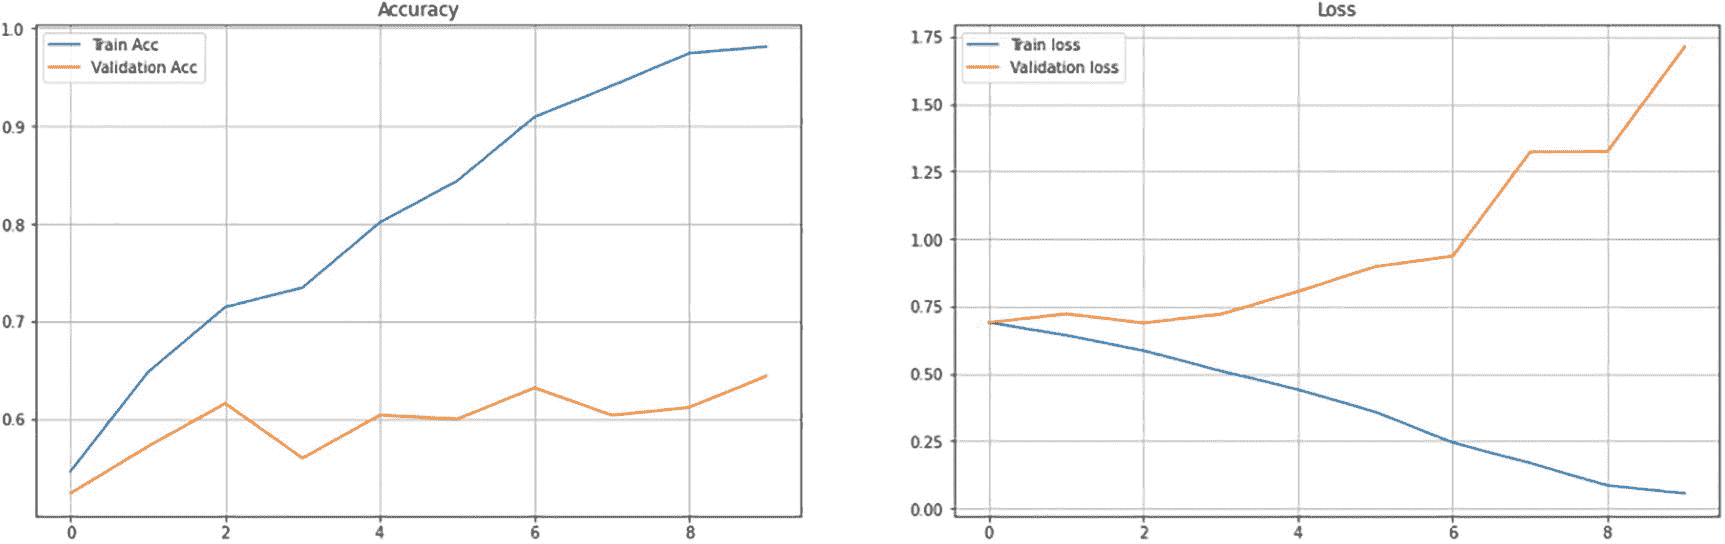 Accuracy
1.0
0.9
0.8
0.7
0.6
Train Acc
Validation Acc
0 2 4 6 8
Loss
1.75
1.50
1.25
1.00
0.75
0.50
0.25
0.00
Train loss
Validation loss
0 2 4 6 8